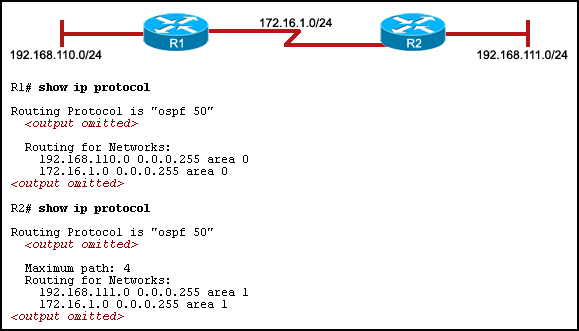 172.16.1.0/24
R1
R2
192.168.110.0/24
192.168.111.0/24
R1# show ip protocol
Routing Protocol is "ospf 50"
<output omitted>
Routing for Networks:
192.168.110.0 0.0.0.255 area 0
172.16.1.0 0.0.0.255 area 0
<output omitted>
R2# show ip protocol
Routing Protocol is "ospf 50"
<output omitted>
Maximum path: 4
Routing for Networks:
192.168.111.0 0.0.0.255 area 1
172.16.1.0 0.0.0.255 area 1
<output omitted>